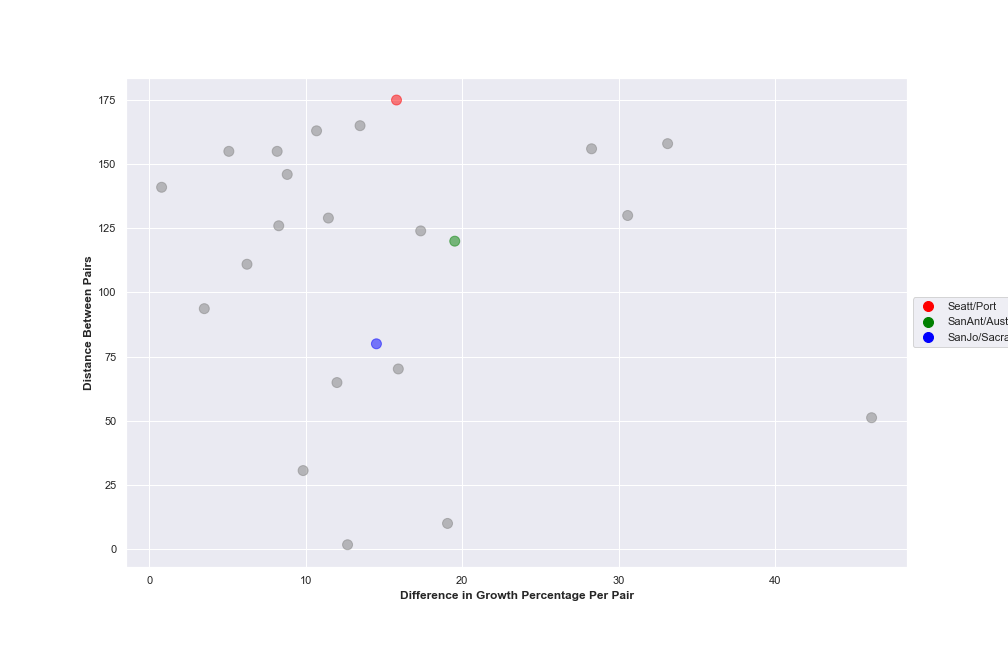 175
150
125
100
75
50
25
0
Distance Between Pairs
0 10 20 30 40
Difference in Growth Percentage Per Pair
Seatt/Port
SanAnt/Aust
SanJo/Sacra